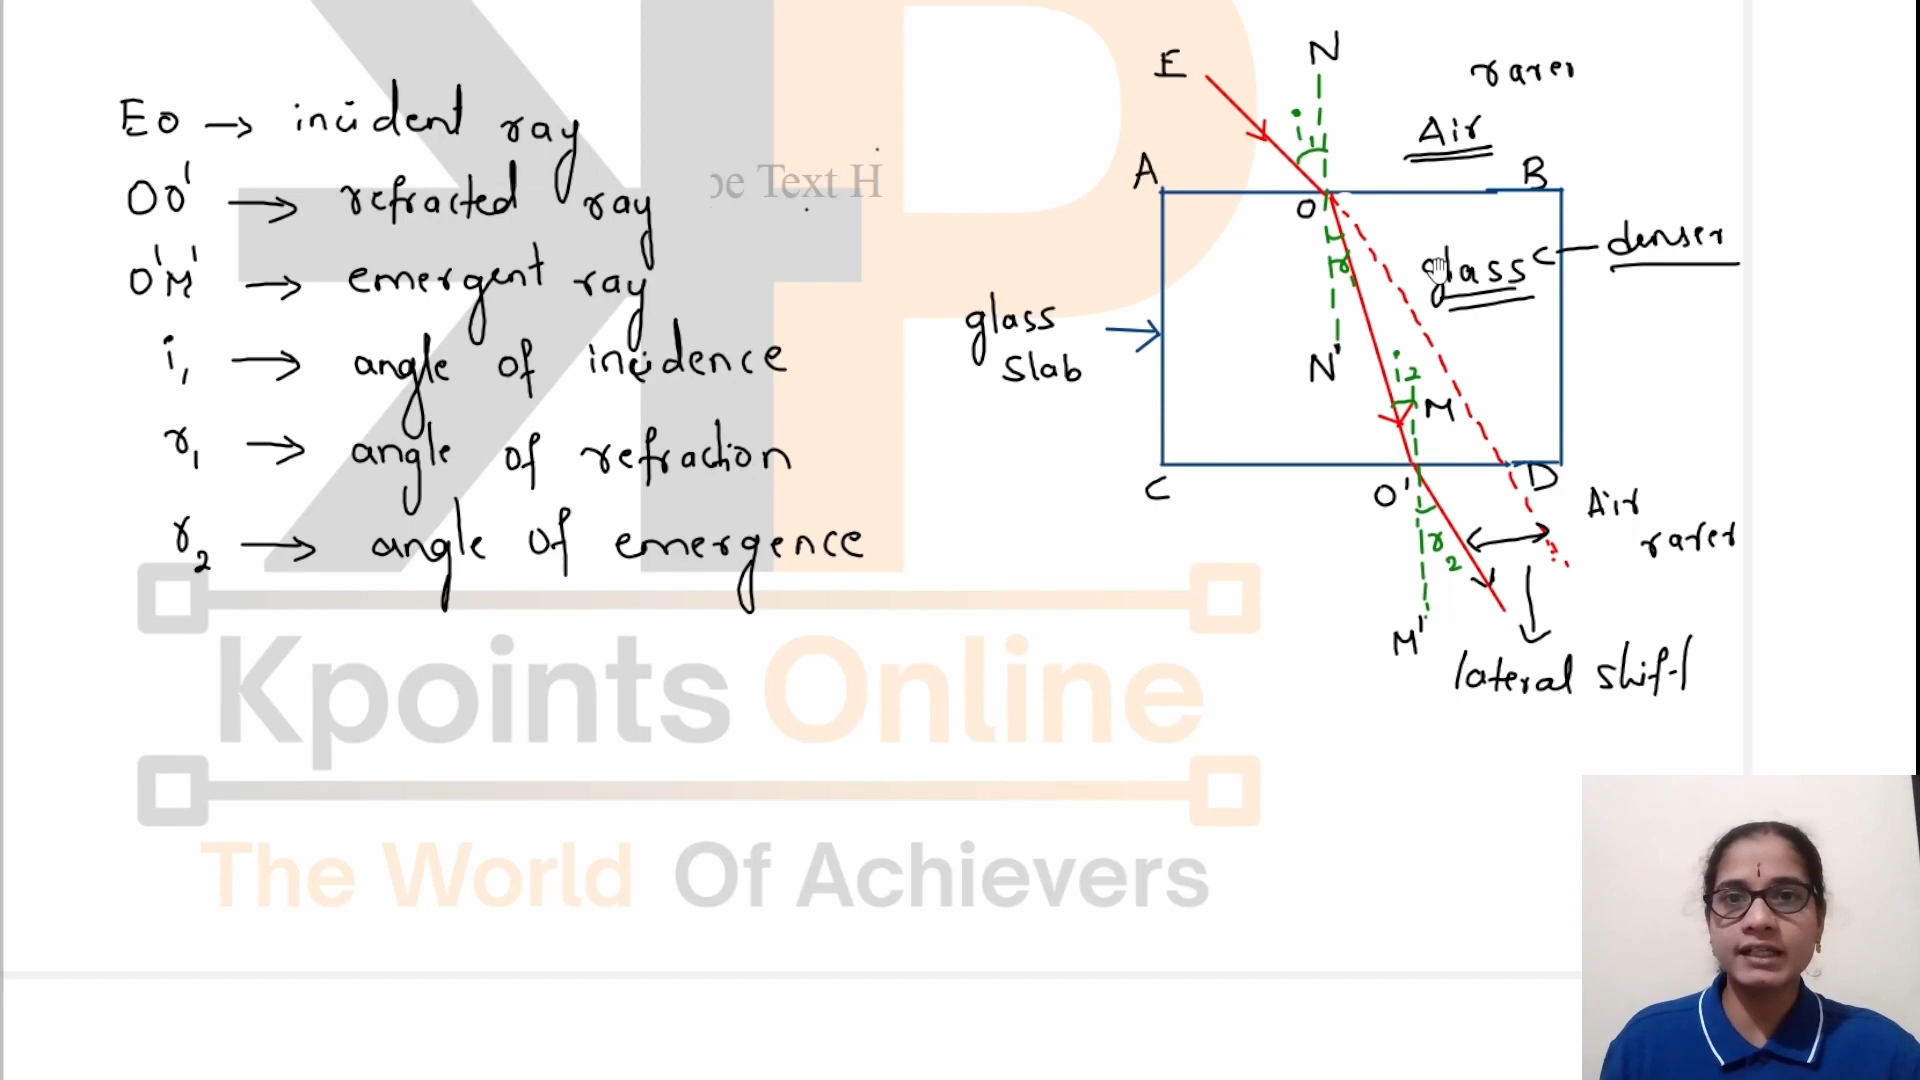 EO → incident ray
OO' → refracted ray
O'M' → emergent ray
i₁ → angle of incidence
r₁ → angle of refraction
r₂ → angle of emergence
pe Text H
E
N
rarer
i
Air
A
B
O
r
glass
denser
glass
slab
N'
i₂
M
C
O'
D
Air
rarer
r₂
M'
lateral shift
Kpoints Online
The World Of Achievers